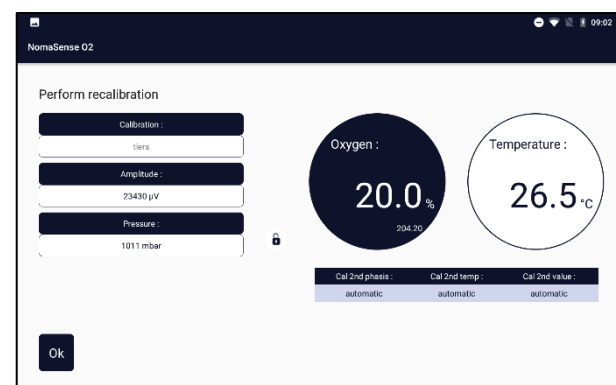 09:02
NomaSense O2
Perform recalibration
Calibration :
tiers
Amplitude :
23430 µV
Pressure :
1011 mbar
Oxygen :
20.0 %
204.20
Temperature :
26.5 °C
Cal 2nd phasis : Cal 2nd temp : Cal 2nd value :
automatic automatic automatic
Ok